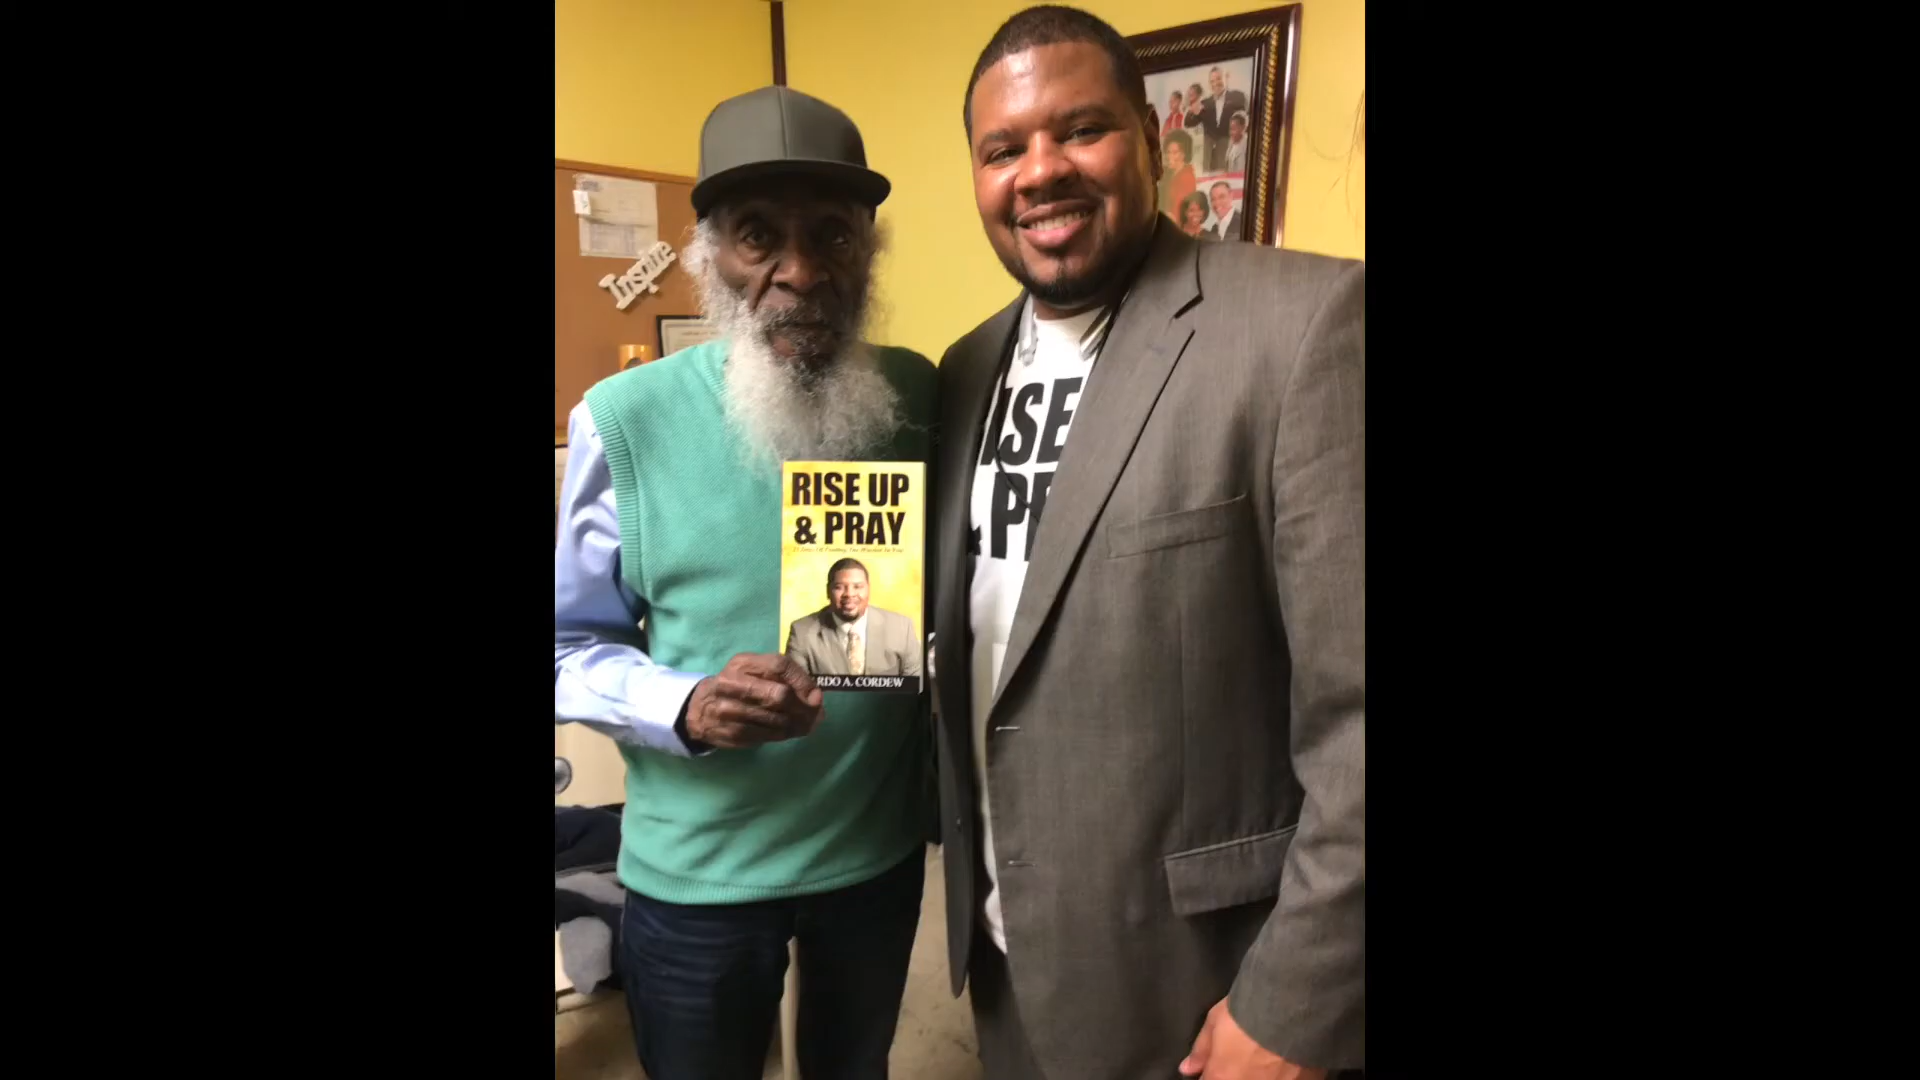 Inspire
ISE
& PR
RISE UP
& PRAY
RDO A. CORDEW